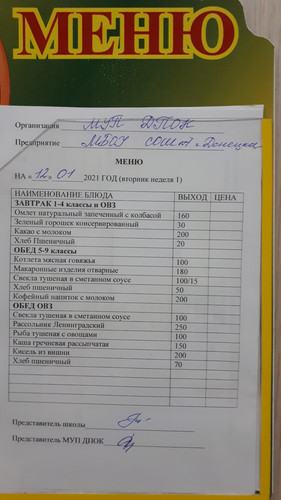 МЕНЮ
Организация МУП ДПОК
Предприятие МБОУ СОШ №1 г. Донецка
МЕНЮ
НА « 12 » 01 2021 ГОД (вторник неделя 1)
НАИМЕНОВАНИЕ БЛЮДА ВЫХОД ЦЕНА
ЗАВТРАК 1-4 классы и ОВЗ
Омлет натуральный запеченный с колбасой 160
Зеленый горошек консервированный 30
Какао с молоком 200
Хлеб Пшеничный 20
ОБЕД 5-9 классы
Котлета мясная говяжья 100
Макаронные изделия отварные 180
Свекла тушеная в сметанном соусе 100/15
Хлеб пшеничный 50
Кофейный напиток с молоком 200
ОБЕД ОВЗ
Свекла тушеная в сметанном соусе 100
Рассольник Ленинградский 250
Рыба тушеная с овощами 100
Каша гречневая рассыпчатая 150
Кисель из вишни 200
Хлеб пшеничный 70
Представитель школы
Представитель МУП ДПОК